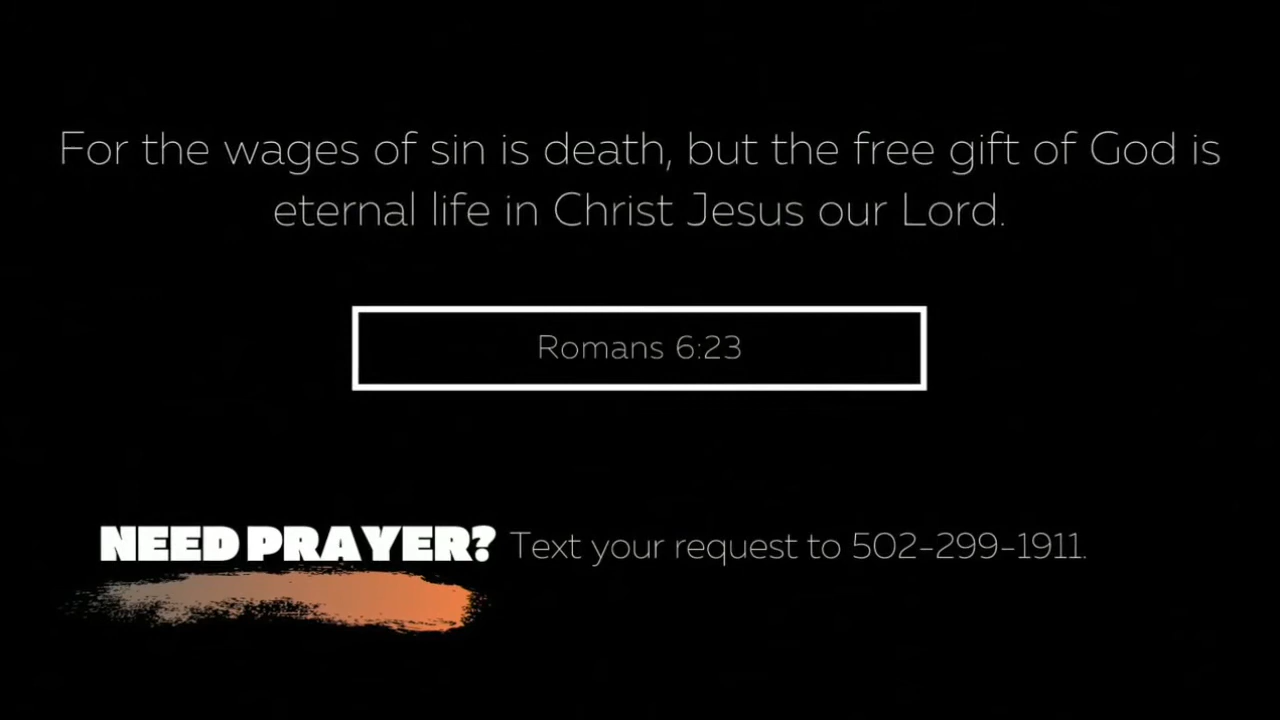 For the wages of sin is death, but the free gift of God is
eternal life in Christ Jesus our Lord.
Romans 6:23
NEED PRAYER? Text your request to 502-299-1911.